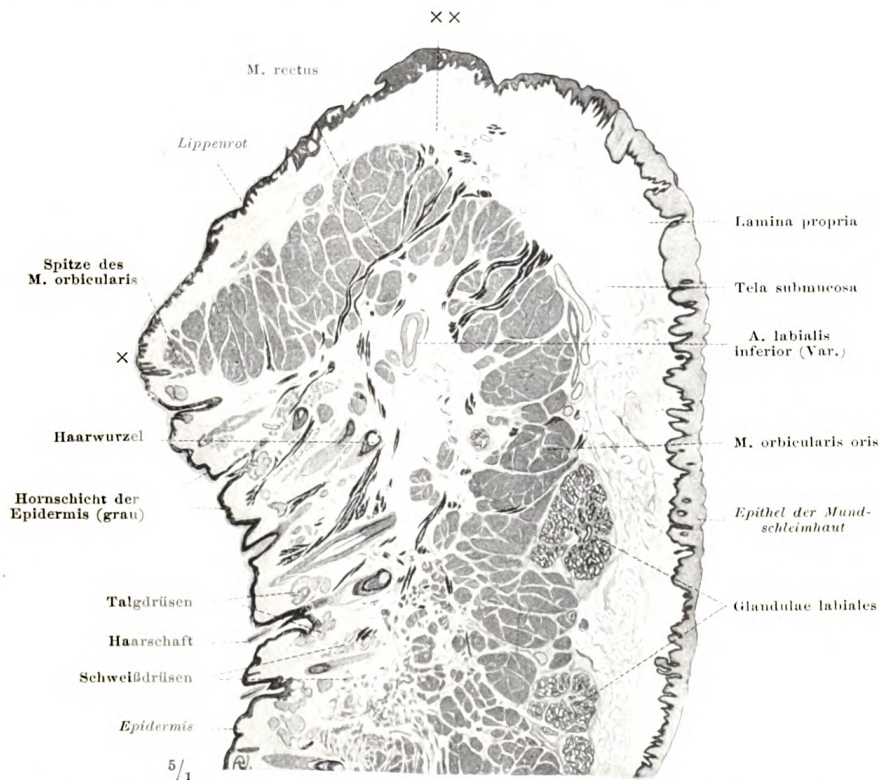 × ×
M. rectus
Lippenrot
Spitze des
M. orbicularis
×
Haarwurzel
Hornschicht der
Epidermis (grau)
Talgdrüsen
Haarschaft
Schweißdrüsen
Epidermis
5/1
Lamina propria
Tela submucosa
A. labialis
inferior (Var.)
M. orbicularis oris
Epithel der Mund-
schleimhaut
Glandulae labiales